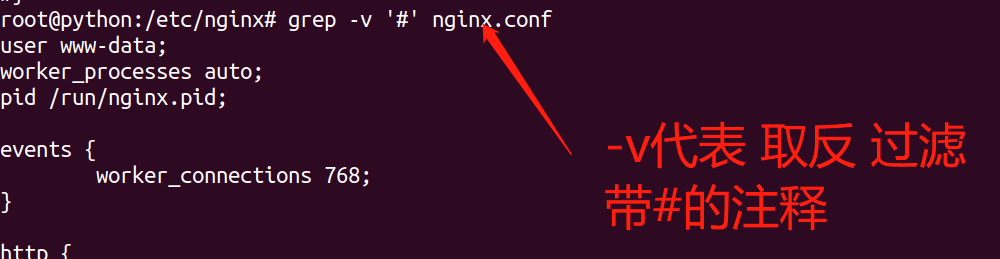 root@python:/etc/nginx# grep -v '#' nginx.conf
user www-data;
worker_processes auto;
pid /run/nginx.pid;
events {
worker_connections 768;
}
http {
-v代表 取反 过滤
带#的注释